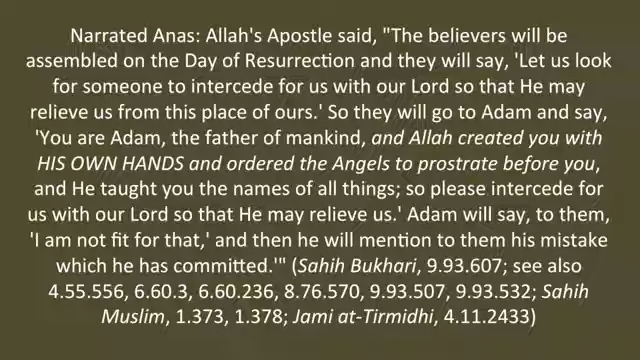 Narrated Anas: Allah's Apostle said, "The believers will be
assembled on the Day of Resurrection and they will say, 'Let us look
for someone to intercede for us with our Lord so that He may
relieve us from this place of ours.' So they will go to Adam and say,
'You are Adam, the father of mankind, and Allah created you with
HIS OWN HANDS and ordered the Angels to prostrate before you,
and He taught you the names of all things; so please intercede for
us with our Lord so that He may relieve us.' Adam will say, to them,
'I am not fit for that,' and then he will mention to them his mistake
which he has committed.'" (Sahih Bukhari, 9.93.607; see also
4.55.556, 6.60.3, 6.60.236, 8.76.570, 9.93.507, 9.93.532; Sahih
Muslim, 1.373, 1.378; Jami at-Tirmidhi, 4.11.2433)